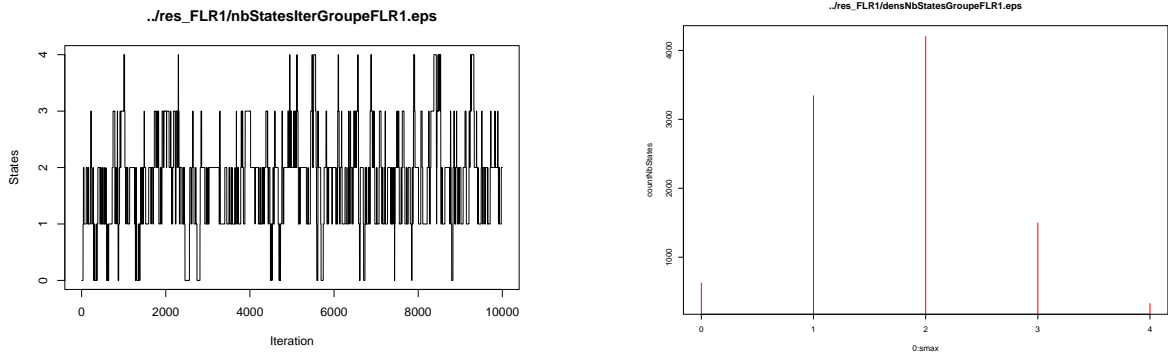 ../res_FLR1/nbStatesIterGroupeFLR1.eps
States
4
3
2
1
0
0 2000 4000 6000 8000 10000
Iteration
../res_FLR1/densNbStatesGroupeFLR1.eps
countNbStates
4000
3000
2000
1000
0 1 2 3 4
0:smax